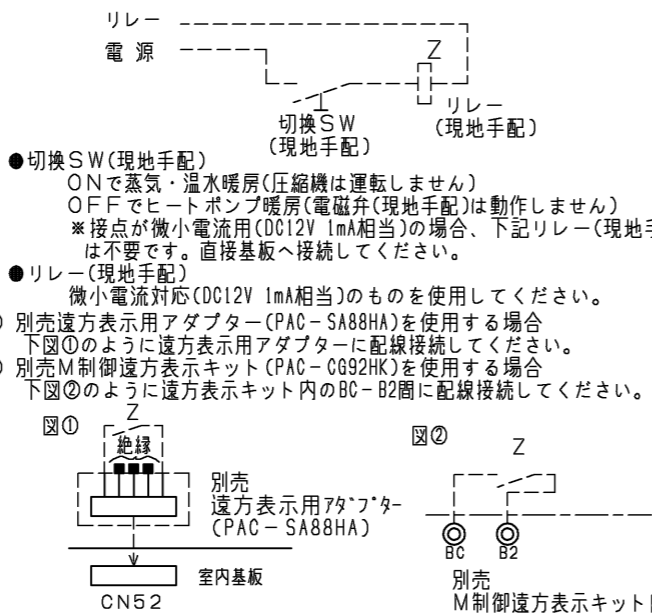 リレー
電 源
Z
リレー
(現地手配)
切換SW
(現地手配)
●切換SW(現地手配)
ONで蒸気・温水暖房(圧縮機は運転しません)
OFFでヒートポンプ暖房(電磁弁(現地手配)は動作しません)
※接点が微小電流用(DC12V 1mA相当)の場合、下記リレー(現地手
は不要です。直接基板へ接続してください。
●リレー(現地手配)
微小電流対応(DC12V 1mA相当)のものを使用してください。
) 別売遠方表示用アダプター(PAC-SA88HA)を使用する場合
下図①のように遠方表示用アダプターに配線接続してください。
) 別売M制御遠方表示キット(PAC-CG92HK)を使用する場合
下図②のように遠方表示キット内のBC-B2間に配線接続してください。
図①
Z
絶縁
別売
遠方表示用アダプター
(PAC-SA88HA)
室内基板
CN52
図②
Z
BC
B2
別売
M制御遠方表示キット